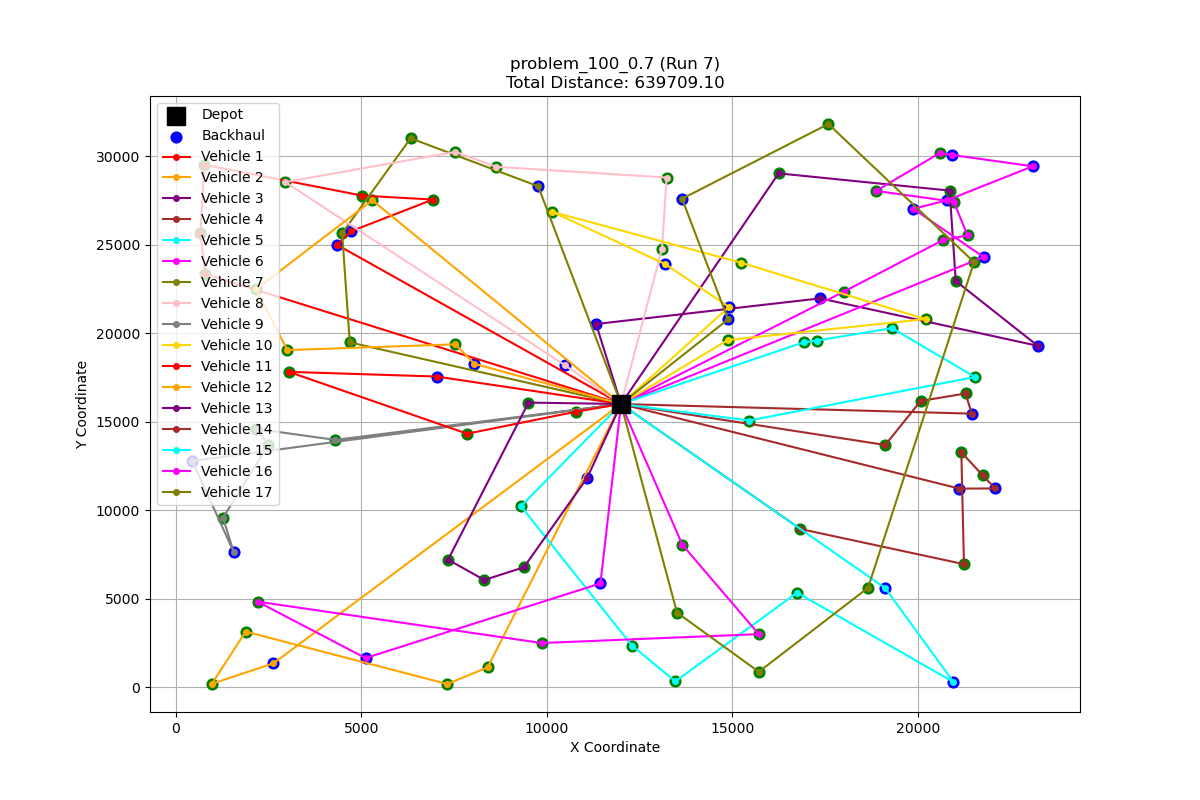 problem_100_0.7 (Run 7)
Total Distance: 639709.10
Depot
Backhaul
Vehicle 1
Vehicle 2
Vehicle 3
Vehicle 4
Vehicle 5
Vehicle 6
Vehicle 7
Vehicle 8
Vehicle 9
Vehicle 10
Vehicle 11
Vehicle 12
Vehicle 13
Vehicle 14
Vehicle 15
Vehicle 16
Vehicle 17
30000
25000
20000
15000
10000
5000
0
Y Coordinate
0 5000 10000 15000 20000
X Coordinate